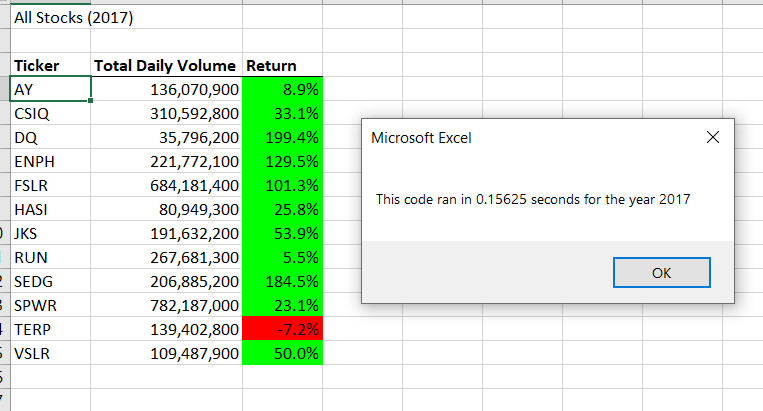 All Stocks (2017)
Ticker Total Daily Volume Return
AY 136,070,900 8.9%
CSIQ 310,592,800 33.1%
DQ 35,796,200 199.4%
ENPH 221,772,100 129.5%
FSLR 684,181,400 101.3%
HASI 80,949,300 25.8%
JKS 191,632,200 53.9%
RUN 267,681,300 5.5%
SEDG 206,885,200 184.5%
SPWR 782,187,000 23.1%
TERP 139,402,800 -7.2%
VSLR 109,487,900 50.0%
Microsoft Excel
This code ran in 0.15625 seconds for the year 2017
OK